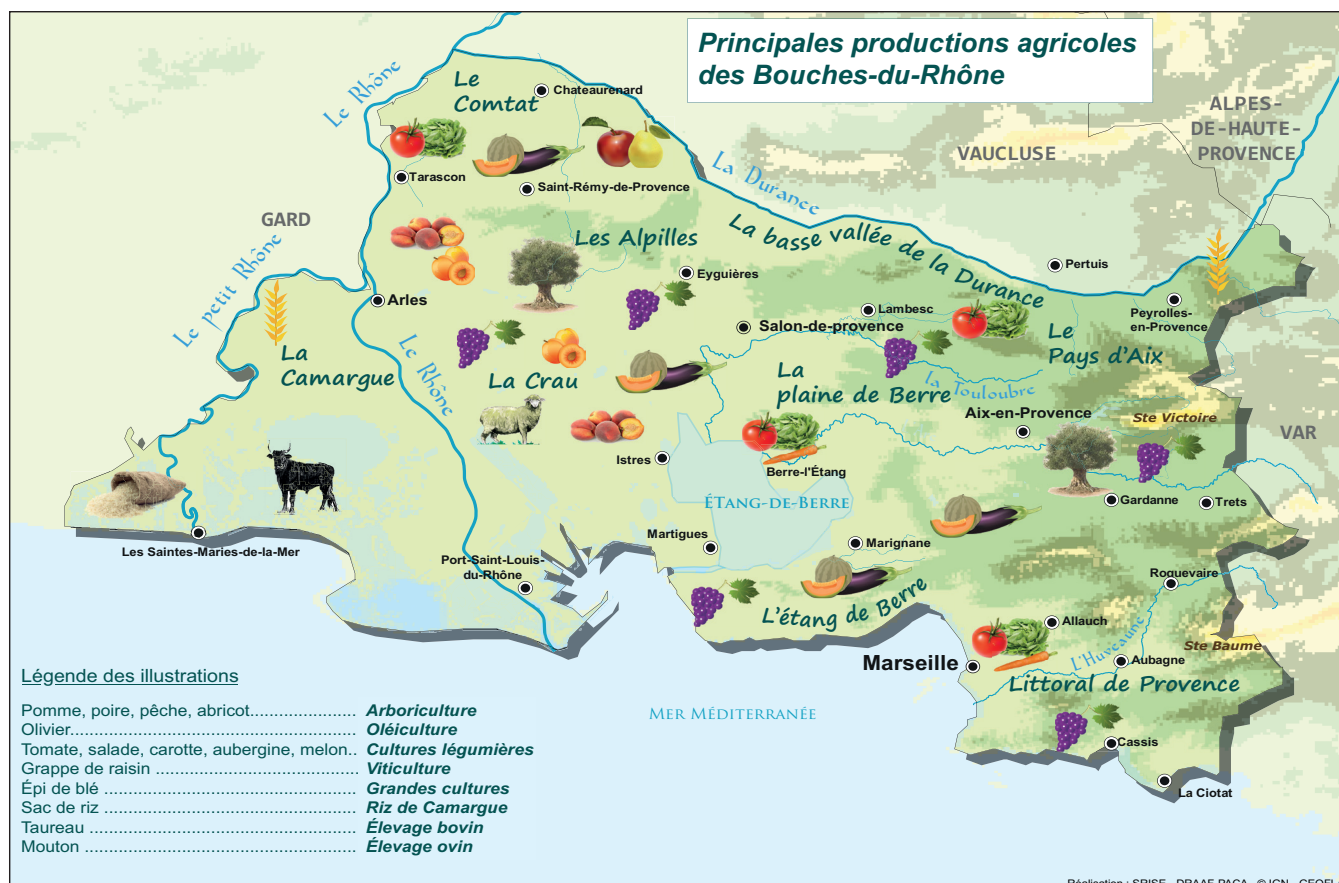 Principales productions agricoles
des Bouches-du-Rhône
ALPES-
DE-HAUTE-
PROVENCE
VAUCLUSE
GARD
VAR
Le Rhône
Le Comtat
Chateaurenard
Tarascon
Saint-Rémy-de-Provence
La Durance
Le petit Rhône
Les Alpilles
La basse vallée de la Durance
Eyguières
Pertuis
Arles
Lambesc
Peyrolles-
en-Provence
Salon-de-provence
Le
Pays d'Aix
La
Camargue
Le Rhône
La Crau
La
plaine de Berre
La Touloubre
Aix-en-Provence
Ste Victoire
Istres
Berre-l'Étang
ÉTANG-DE-BERRE
Gardanne
Trets
Les Saintes-Maries-de-la-Mer
Martigues
Marignane
Port-Saint-Louis-
du-Rhône
Roquevaire
L'étang de Berre
Allauch
Ste Baume
Marseille
L'Huveaune
Aubagne
Littoral de Provence
MER MÉDITERRANÉE
Cassis
La Ciotat
Légende des illustrations
Pomme, poire, pêche, abricot..................... Arboriculture
Olivier......................................................... Oléiculture
Tomate, salade, carotte, aubergine, melon.. Cultures légumières
Grappe de raisin ........................................ Viticulture
Épi de blé .................................................. Grandes cultures
Sac de riz .................................................. Riz de Camargue
Taureau ..................................................... Élevage bovin
Mouton ...................................................... Élevage ovin